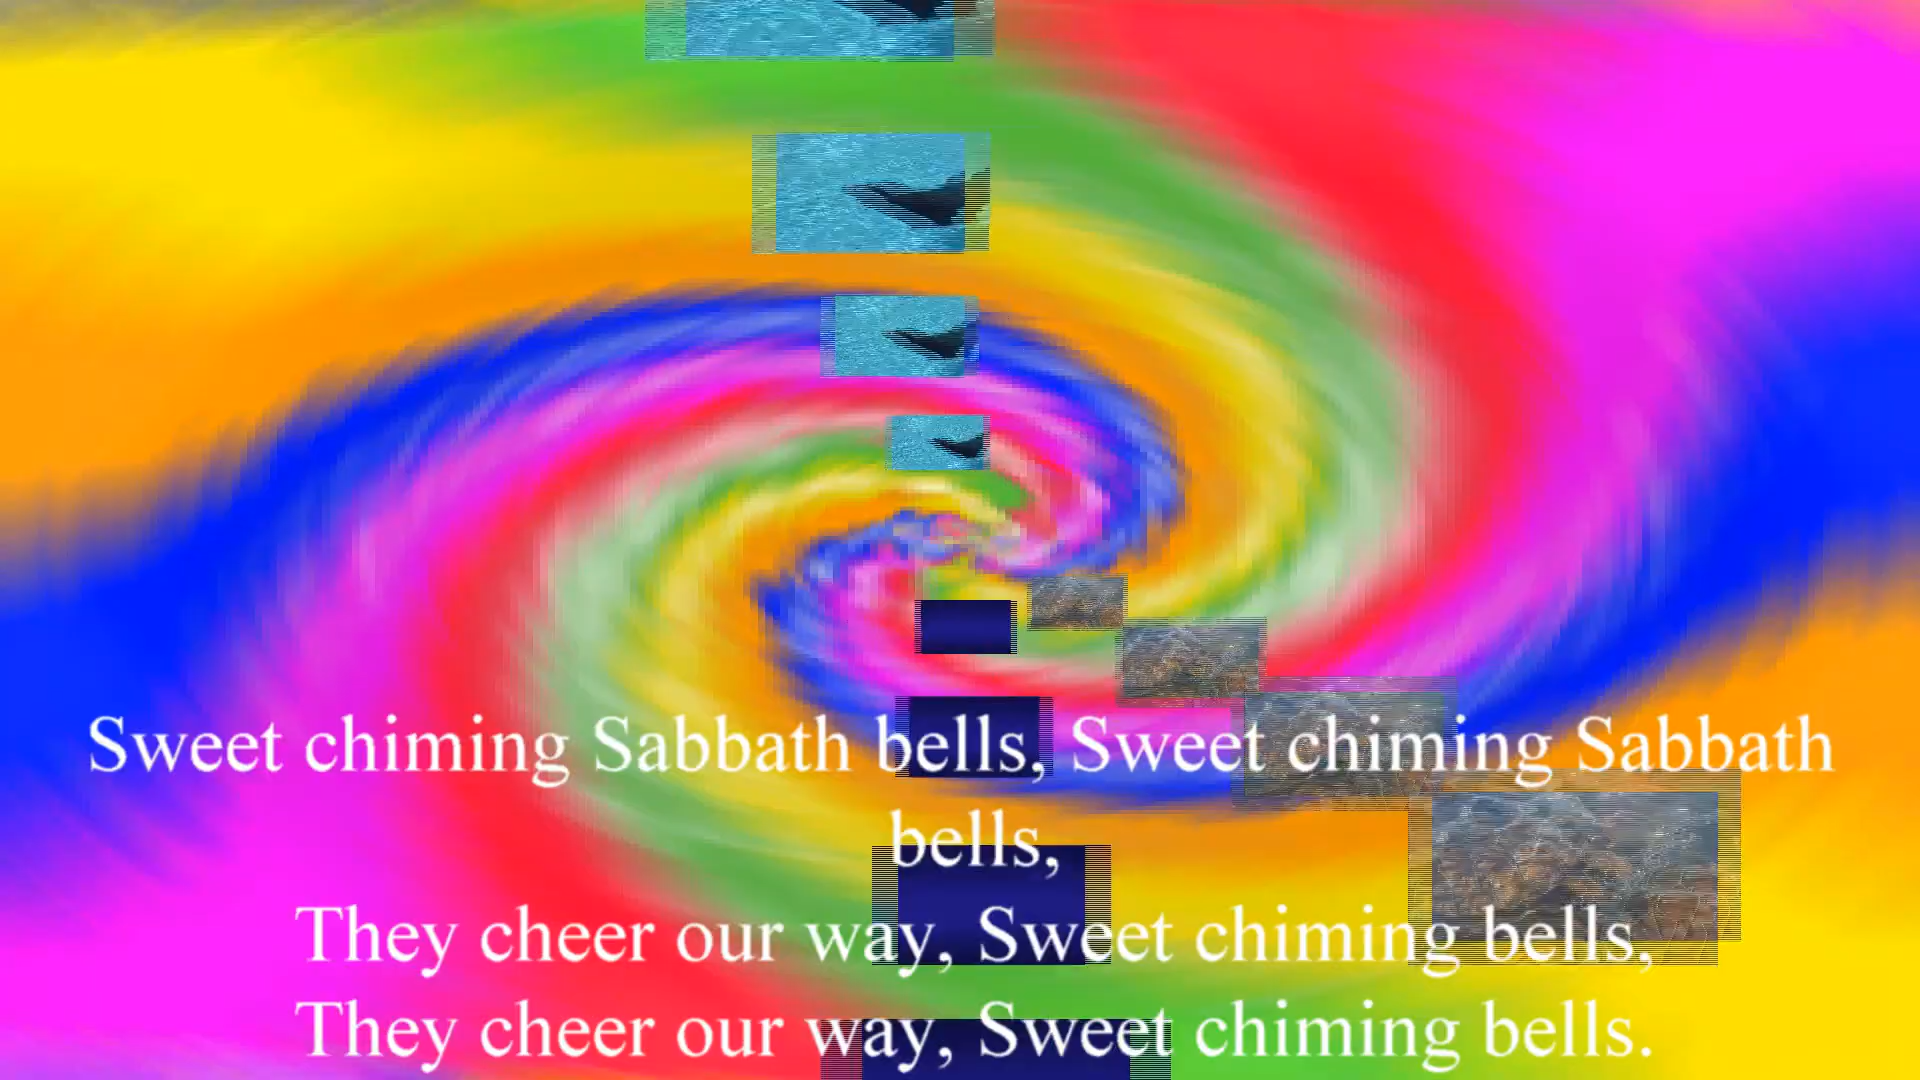 Sweet chiming Sabbath bells, Sweet chiming Sabbath
bells,
They cheer our way, Sweet chiming bells,
They cheer our way, Sweet chiming bells.